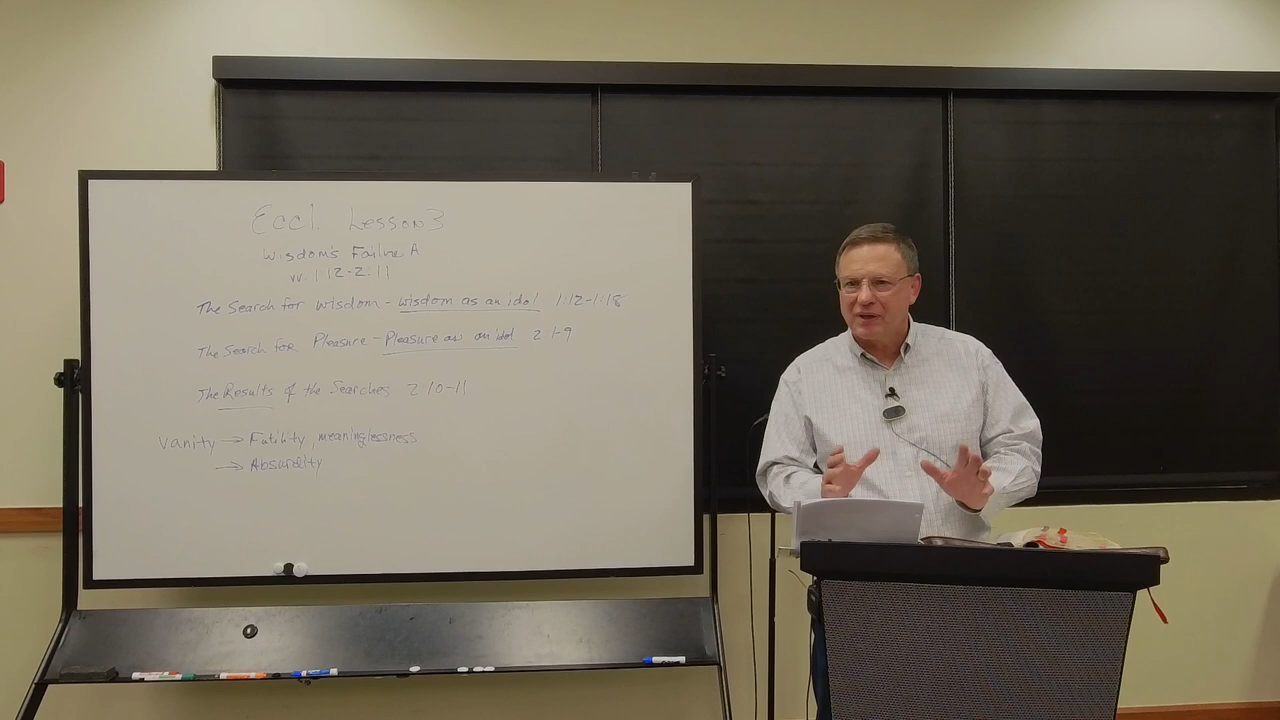 Eccl. Lesson 3
Wisdom's Failure A
vv 1:12-2:11
The Search for wisdom - wisdom as an idol 1:12-1:18
The Search for Pleasure - Pleasure as an idol 2:1-9
The Results of the Searches 2:10-11
Vanity → Futility, meaninglessness
→ Absurdity